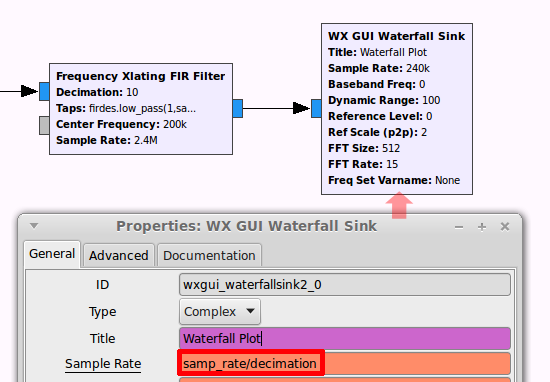 WX GUI Waterfall Sink
Title: Waterfall Plot
Sample Rate: 240k
Baseband Freq: 0
Dynamic Range: 100
Reference Level: 0
Ref Scale (p2p): 2
FFT Size: 512
FFT Rate: 15
Freq Set Varname: None
Frequency Xlating FIR Filter
Decimation: 10
Taps: firdes.low_pass(1,sa...
Center Frequency: 200k
Sample Rate: 2.4M
Properties: WX GUI Waterfall Sink
General Advanced Documentation
ID wxgui_waterfallsink2_0
Type Complex
Title Waterfall Plot
Sample Rate samp_rate/decimation